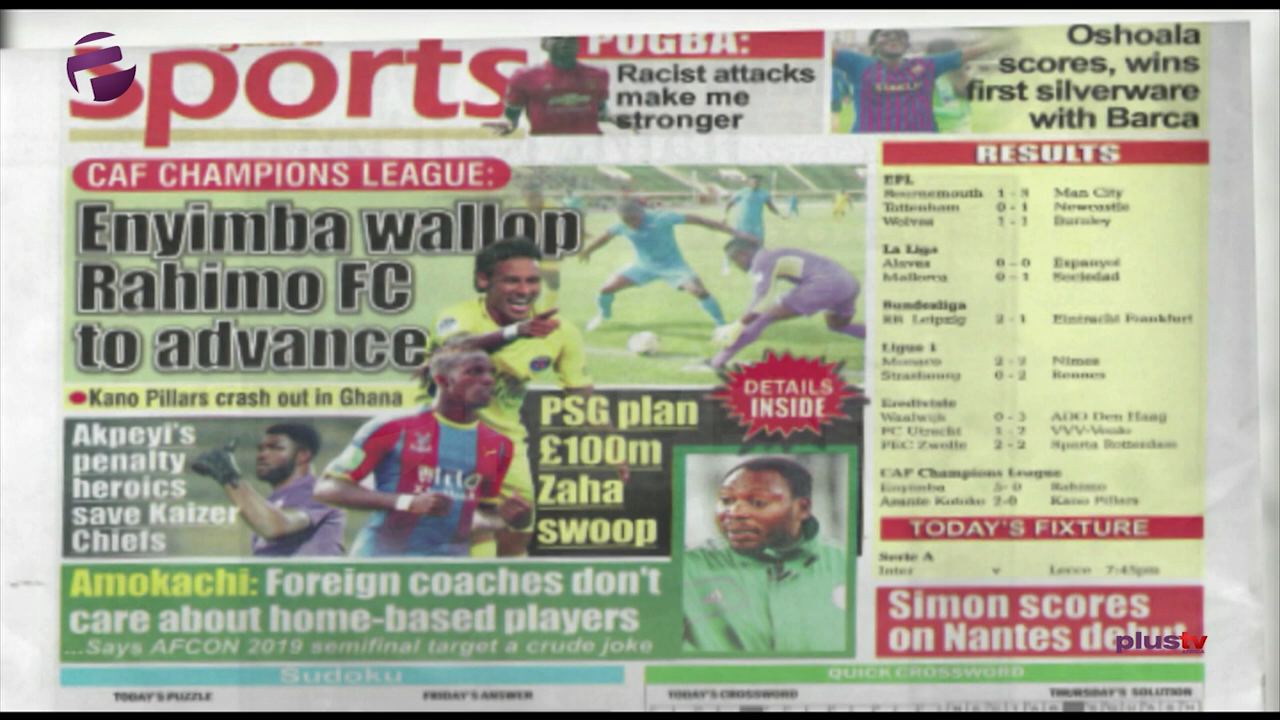 sports
POGBA:
Racist attacks
make me
stronger
Oshoala
scores, wins
first silverware
with Barca
CAF CHAMPIONS LEAGUE:
Enyimba wallop
Rahimo FC
to advance
Kano Pillars crash out in Ghana
Akpeyi's
penalty
heroics
save Kaizer
Chiefs
PSG plan
£100m
Zaha
swoop
DETAILS
INSIDE
Amokachi: Foreign coaches don't
care about home-based players
...Says AFCON 2019 semifinal target a crude joke
RESULTS
EPL
Bournemouth 1 - 3 Man City
Tottenham 0 - 1 Newcastle
Wolves 1 - 1 Burnley
La Liga
Alaves 0 - 0 Espanyol
Mallorca 0 - 1 Sociedad
Bundesliga
RB Leipzig 2 - 1 Eintracht Frankfurt
Ligue 1
Monaco 2 - 2 Nimes
Strasbourg 0 - 2 Rennes
Eredivisie
Waalwijk 0 - 3 ADO Den Haag
FC Utrecht 1 - 2 VVV-Venlo
PEC Zwolle 2 - 2 Sparta Rotterdam
CAF Champions League
Enyimba 5- 0 Rahimo
Asante Kotoko 2-0 Kano Pillars
TODAY'S FIXTURE
Serie A
Inter v Lecce 7:45pm
Simon scores
on Nantes debut
plustv
Sudoku
TODAY'S PUZZLE FRIDAY'S ANSWER
QUICK CROSSWORD
TODAY'S CROSSWORD THURSDAY'S SOLUTION